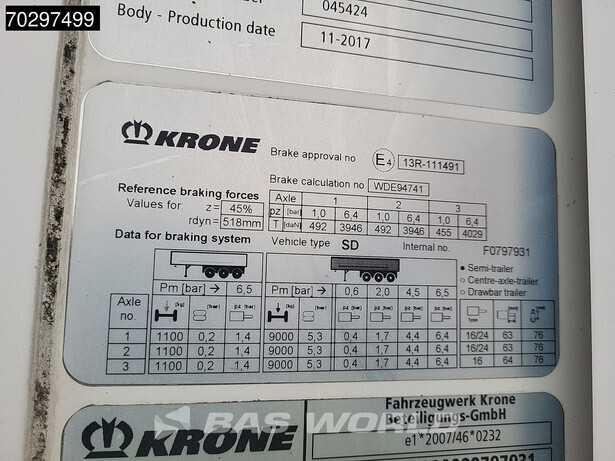 70297499
045424
Body - Production date
11-2017
KRONE
Brake approval no E4 13R-111491
Brake calculation no WDE94741
Reference braking forces
Values for z= 45%
rdyn= 518mm
Axle 1 2 3
pz [bar] 1,0 6,4 1,0 6,4 1,0 6,4
T [daN] 492 3946 492 3946 455 4029
Data for braking system
Vehicle type SD
Internal no. F0797931
Semi-trailer
Centre-axle-trailer
Drawbar trailer
Pm [bar] → 6,5 Pm [bar] → 0,6 2,0 4,5 6,5
Axle no.
1 1100 0,2 1,4 9000 5,3 0,4 1,7 4,4 6,4 16/24 63 76
2 1100 0,2 1,4 9000 5,3 0,4 1,7 4,4 6,4 16/24 63 76
3 1100 0,2 1,4 9000 5,3 0,4 1,7 4,4 6,4 16 64 76
BAS WORLD
KRONE
Fahrzeugwerk Krone
Beteiligungs-GmbH
e1*2007/46*0232